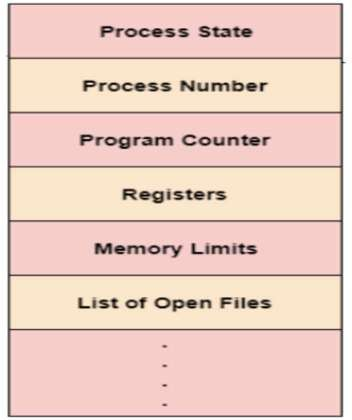 Process State
Process Number
Program Counter
Registers
Memory Limits
List of Open Files
.
.
.
.